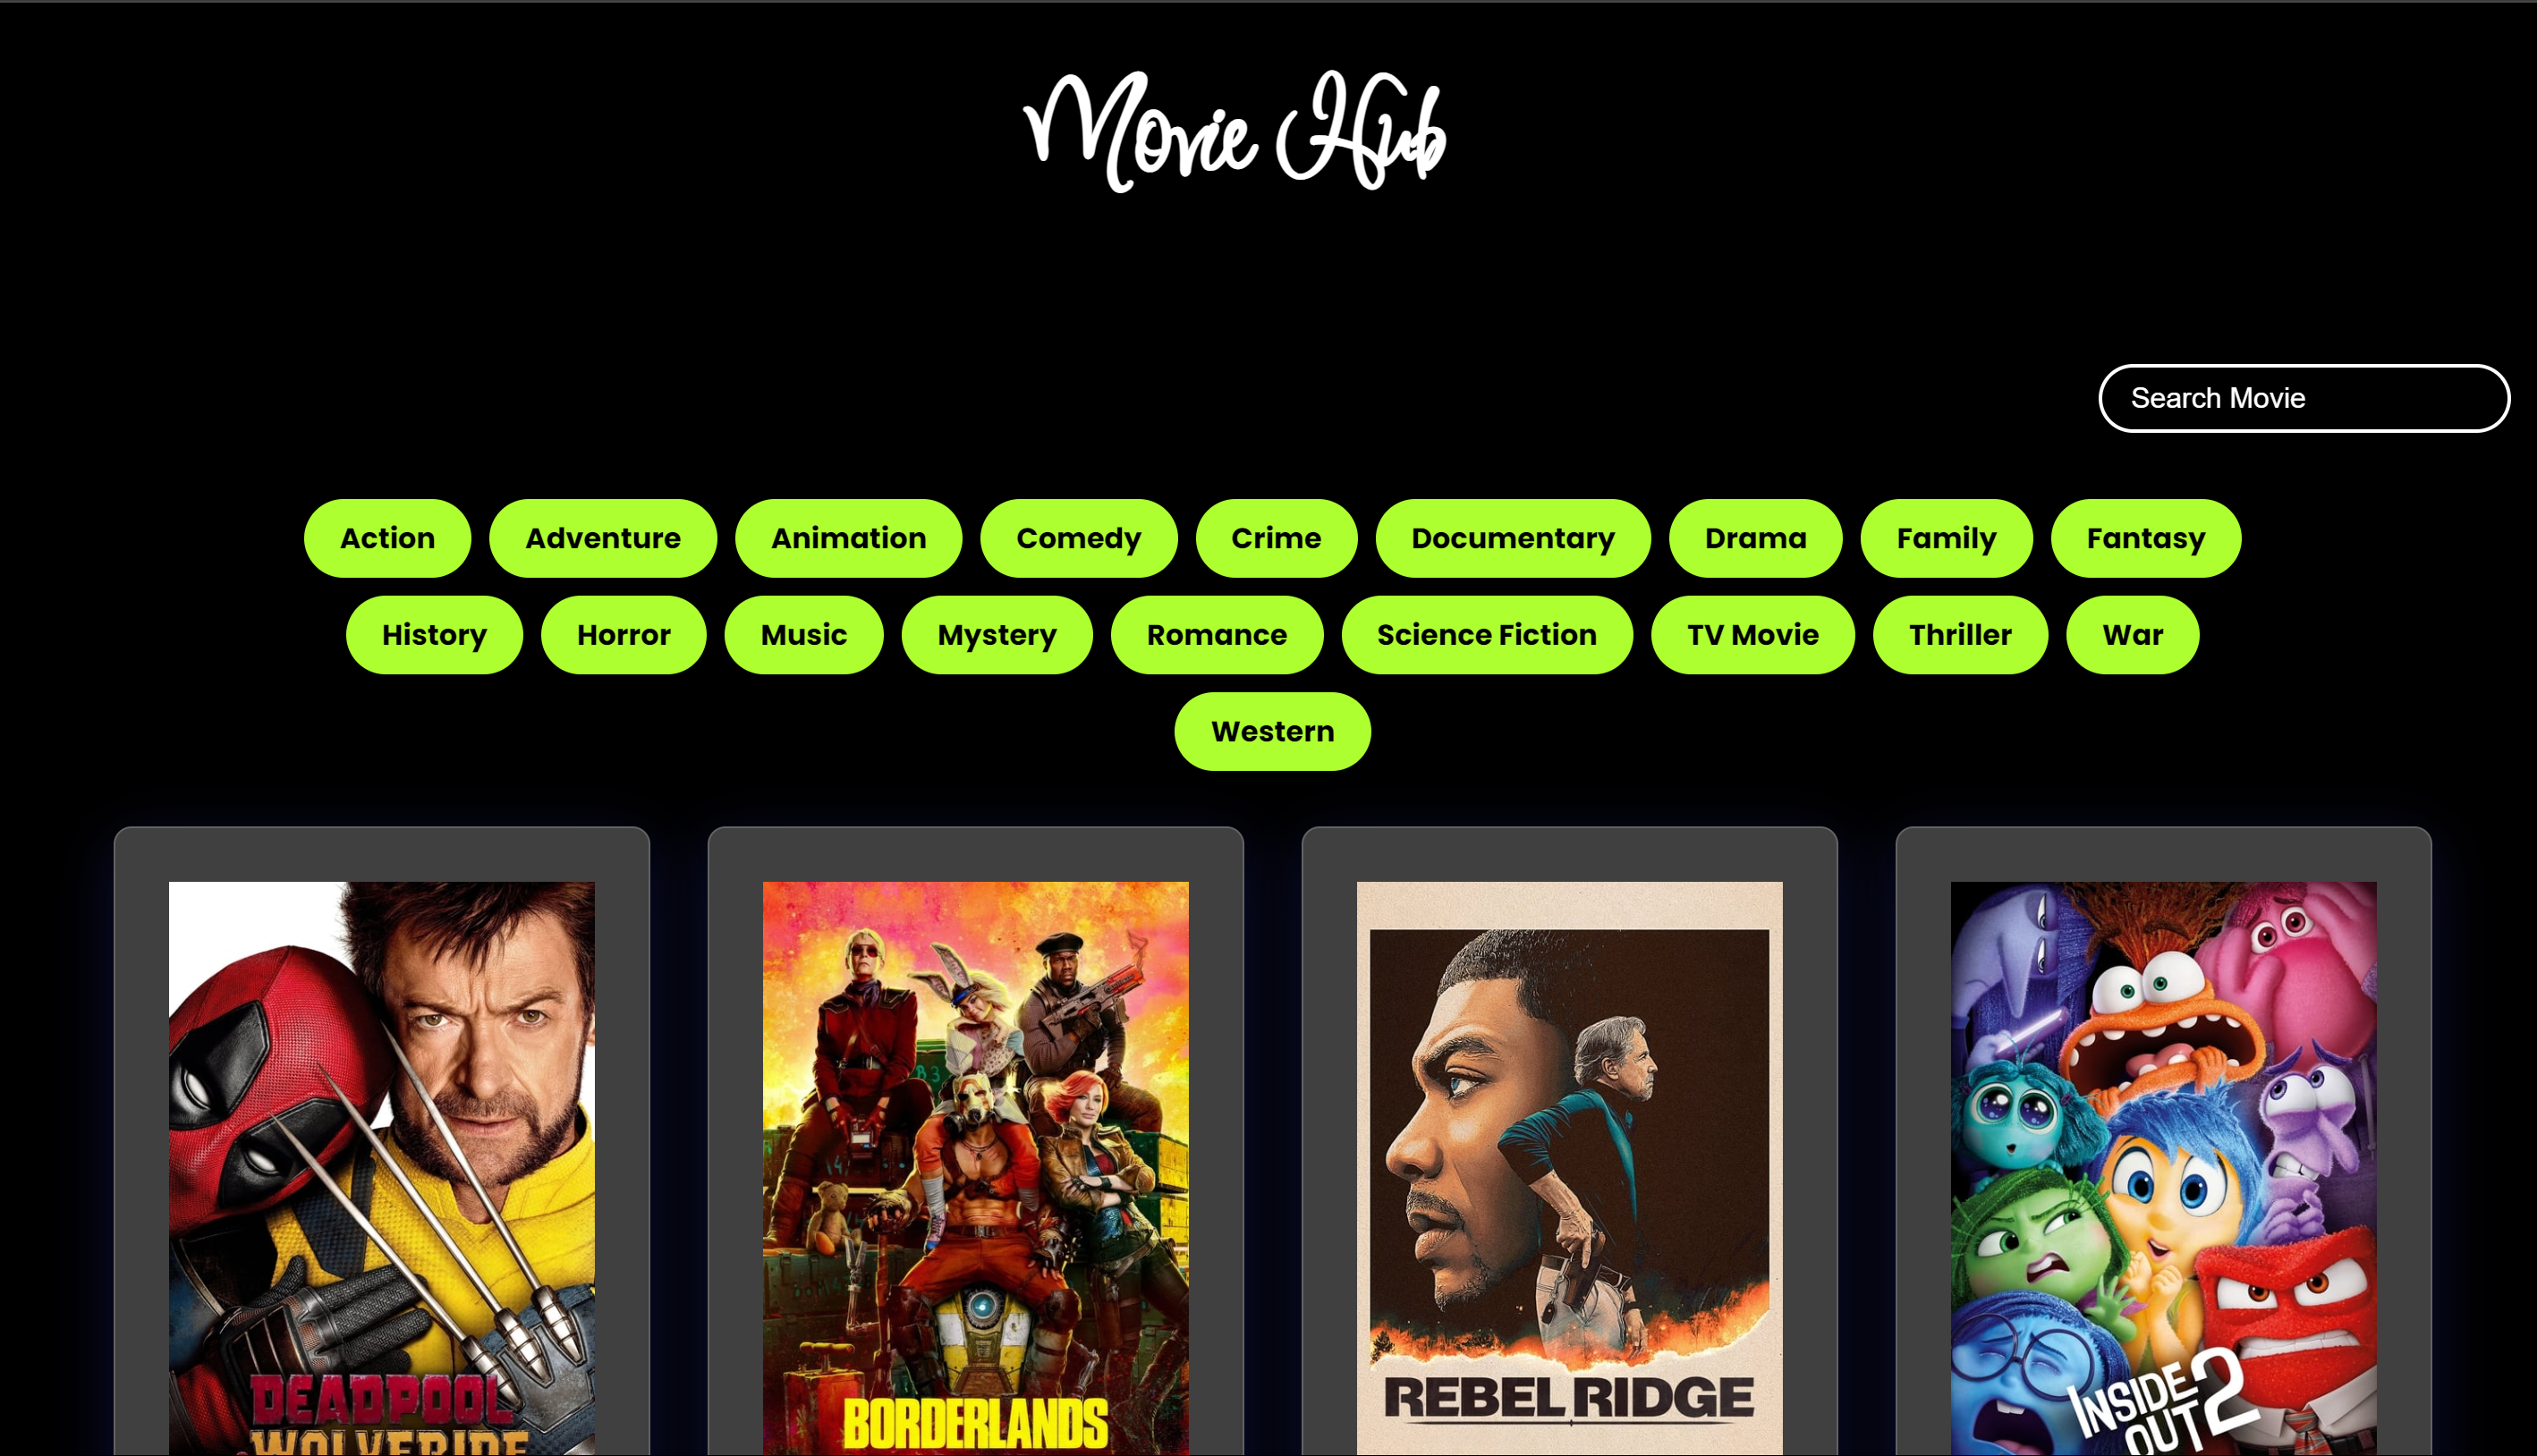 Movie Hub
Search Movie
Action Adventure Animation Comedy Crime Documentary Drama Family Fantasy
History Horror Music Mystery Romance Science Fiction TV Movie Thriller War
Western
DEADPOOL
WOLVERINE
BORDERLANDS
REBEL RIDGE
INSIDE
OUT 2